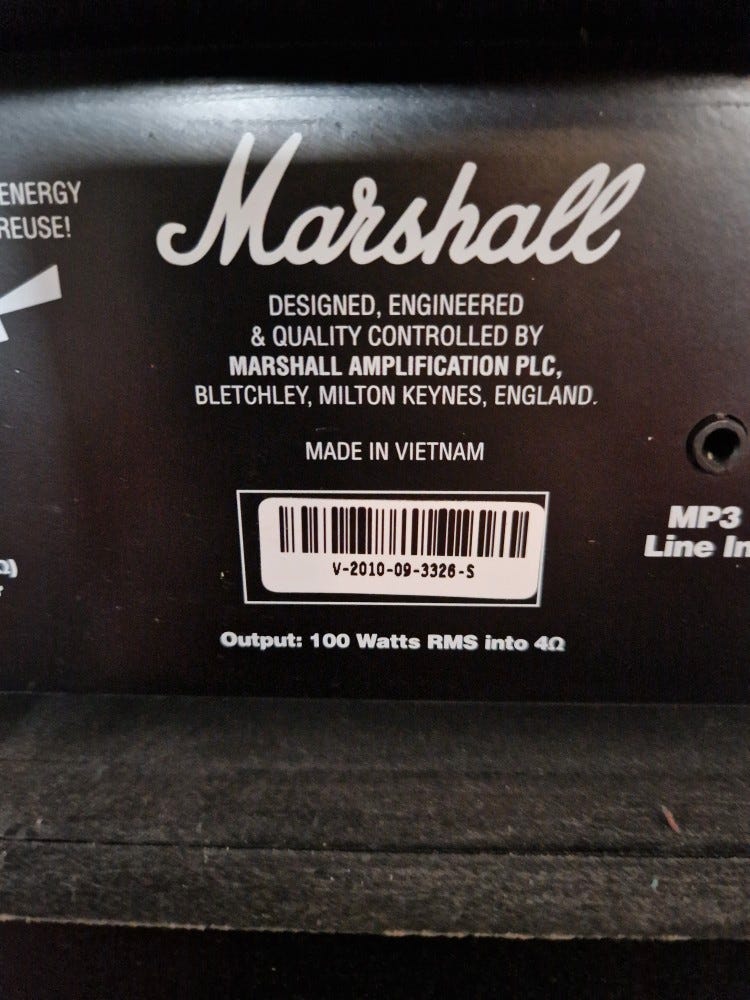 ENERGY
REUSE!
Marshall
DESIGNED, ENGINEERED
& QUALITY CONTROLLED BY
MARSHALL AMPLIFICATION PLC,
BLETCHLEY, MILTON KEYNES, ENGLAND.
MADE IN VIETNAM
V-2010-09-3326-S
MP3
Line In
Output: 100 Watts RMS into 4Ω